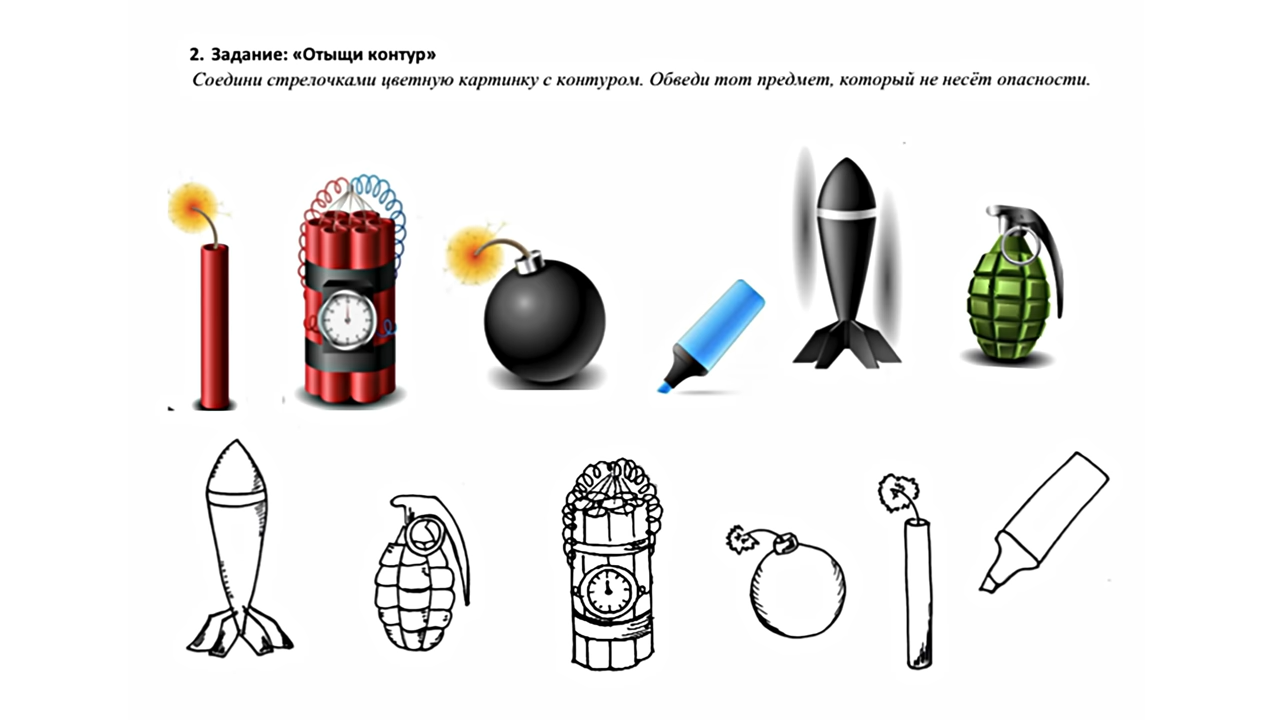 2. Задание: «Отыщи контур»
Соедини стрелочками цветную картинку с контуром. Обведи тот предмет, который не несёт опасности.